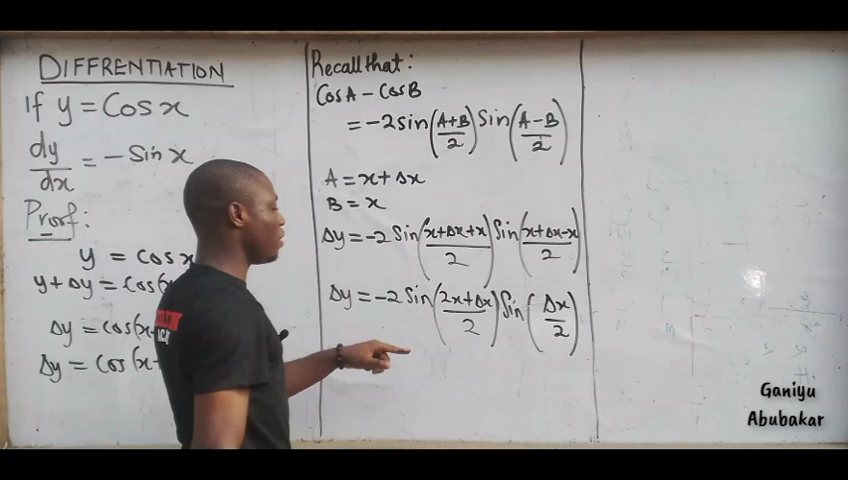 DIFFRENTIATION
If y = Cos x
dy/dx = - Sin x
Proof:
y = cos x
y + Δy = cos(x
Δy = cos(x
Δy = cos(x+
Recall that:
CosA - CosB
= -2sin(A+B/2) Sin(A-B/2)
A = x + Δx
B = x
Δy = -2 Sin(x+Δx+x/2) Sin(x+Δx-x/2)
Δy = -2 Sin(2x+Δx/2) Sin(Δx/2)
Ganiyu
Abubakar